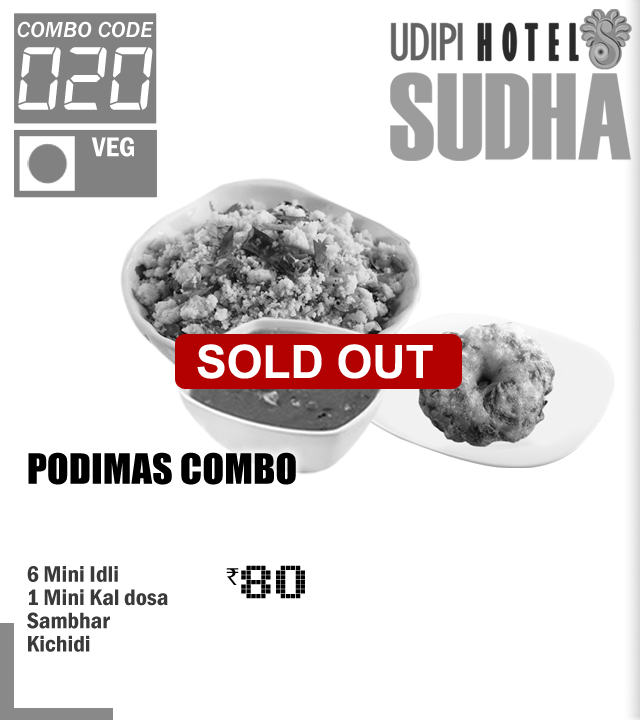 COMBO CODE
020
VEG
UDIPI HOTEL
SUDHA
SOLD OUT
PODIMAS COMBO
6 Mini Idli
1 Mini Kal dosa
Sambhar
Kichidi
₹80